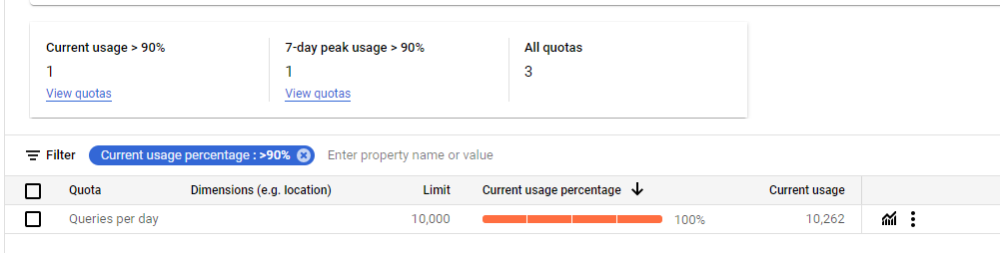 Current usage > 90%
1
View quotas
7-day peak usage > 90%
1
View quotas
All quotas
3
Filter Current usage percentage : >90% Enter property name or value
Quota Dimensions (e.g. location) Limit Current usage percentage Current usage
Queries per day 10,000 100% 10,262